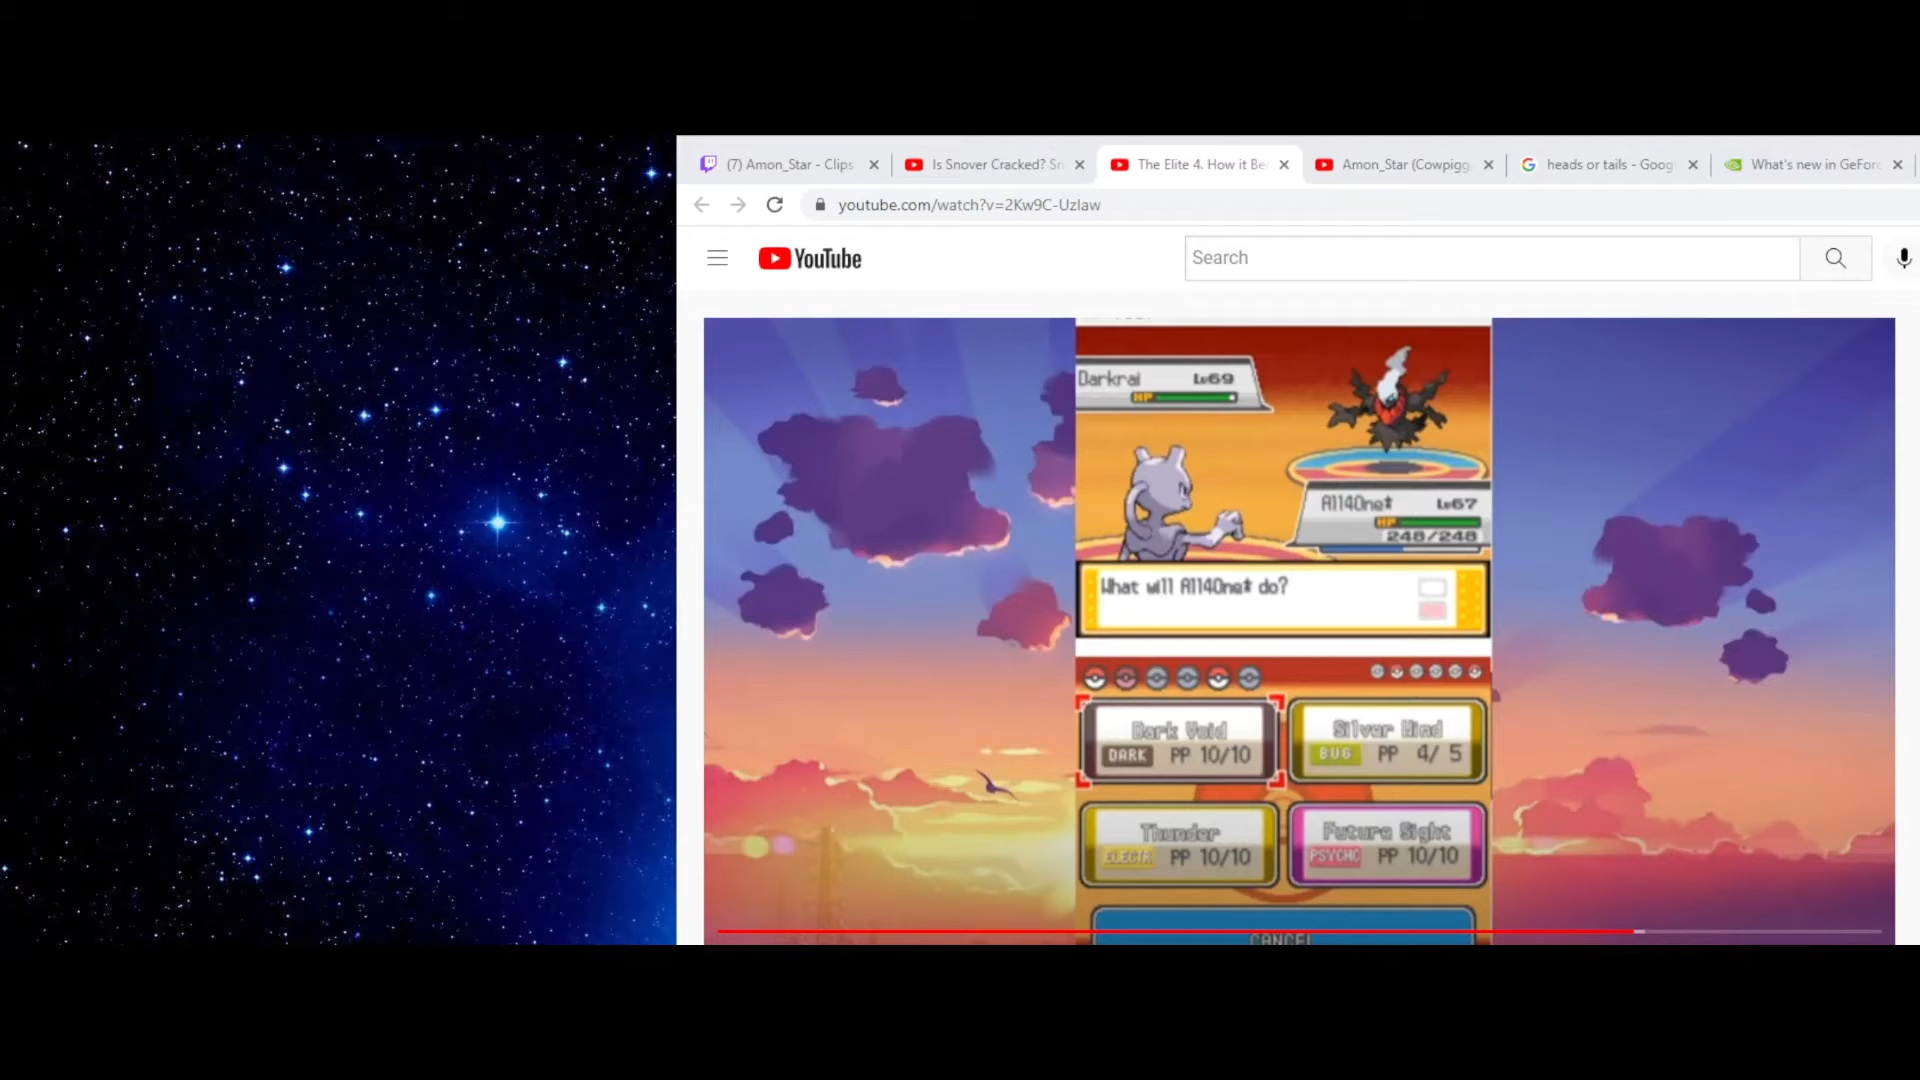 (7) Amon_Star - Clips
Is Snover Cracked? Sn
The Elite 4. How it Be
Amon_Star (Cowpigg
heads or tails - Goog
What's new in GeForc
youtube.com/watch?v=2Kw9C-UzIaw
YouTube
Search
Darkrai Lv69
HP
All4One♂ Lv67
HP
248/248
What will All4One♂ do?
Dark Void
DARK PP 10/10
Silver Wind
BUG PP 4/ 5
Thunder
ELECTR PP 10/10
Future Sight
PSYCHC PP 10/10
CANCEL